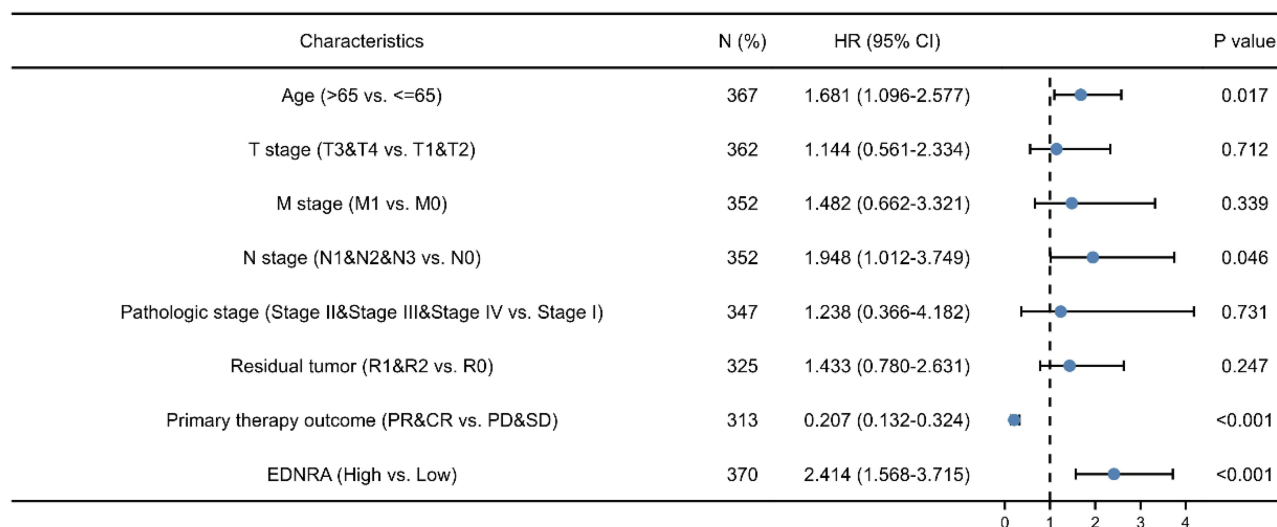 Characteristics N (%) HR (95% CI) P value
Age (>65 vs. <=65) 367 1.681 (1.096-2.577) 0.017
T stage (T3&T4 vs. T1&T2) 362 1.144 (0.561-2.334) 0.712
M stage (M1 vs. M0) 352 1.482 (0.662-3.321) 0.339
N stage (N1&N2&N3 vs. N0) 352 1.948 (1.012-3.749) 0.046
Pathologic stage (Stage II&Stage III&Stage IV vs. Stage I) 347 1.238 (0.366-4.182) 0.731
Residual tumor (R1&R2 vs. R0) 325 1.433 (0.780-2.631) 0.247
Primary therapy outcome (PR&CR vs. PD&SD) 313 0.207 (0.132-0.324) <0.001
EDNRA (High vs. Low) 370 2.414 (1.568-3.715) <0.001
0 1 2 3 4